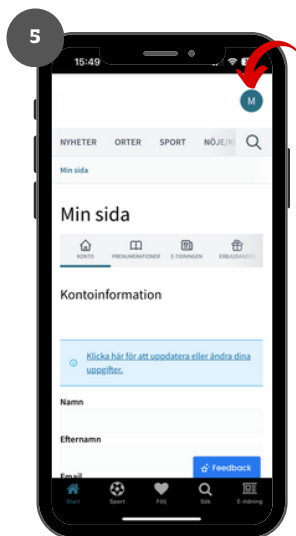 5
15:49
M
NYHETER ORTER SPORT NÖJE/K
Min sida
Min sida
KONTO PRENUMERATIONER E-TIDNINGEN ERBJUDANDEN
Kontoinformation
Klicka här för att uppdatera eller ändra dina
uppgifter.
Namn
Efternamn
Email
Feedback
Start Sport Följ Sök E-tidning